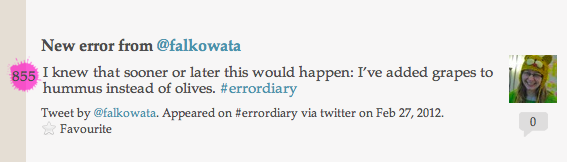 New error from @falkowata
855
I knew that sooner or later this would happen: I've added grapes to
hummus instead of olives. #errordiary
Tweet by @falkowata. Appeared on #errordiary via twitter on Feb 27, 2012.
Favourite
0